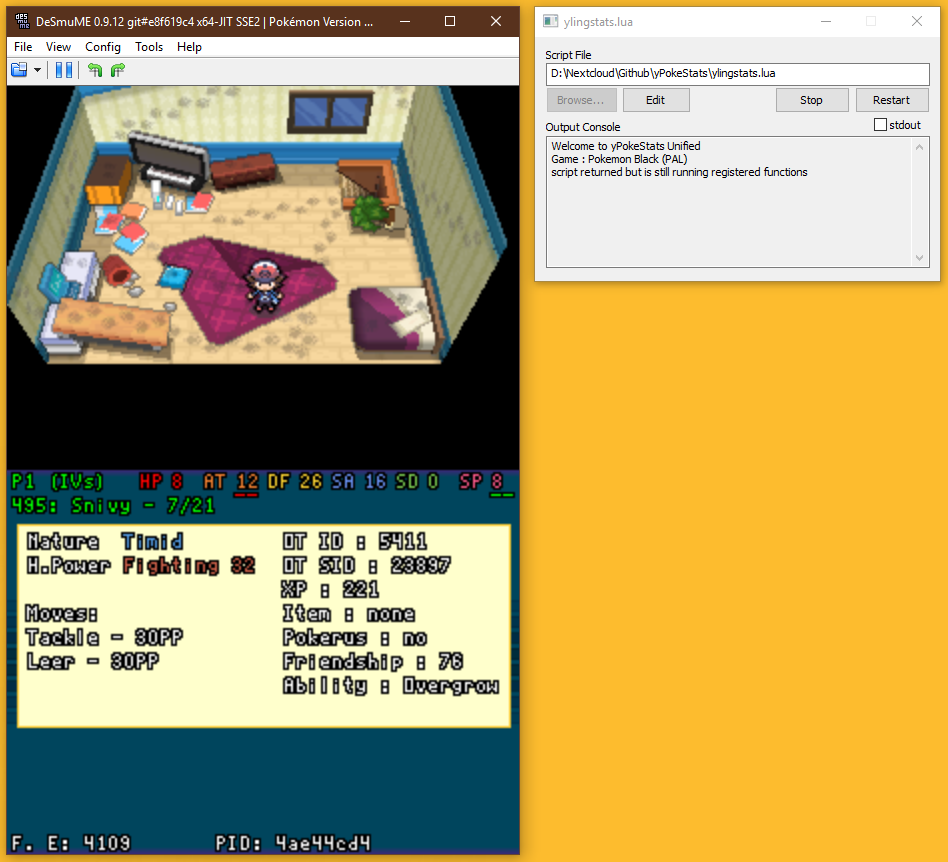 DeSmuME 0.9.12 git#e8f619c4 x64-JIT SSE2 | Pokémon Version ...
File View Config Tools Help
P1 (IVs) HP 8 AT 12 DF 26 SA 16 SD 0 SP 8
495: Snivy - 7/21
Nature Timid
H.Power Fighting 32
Moves:
Tackle - 30PP
Leer - 30PP
OT ID : 5411
OT SID : 23897
XP : 221
Item : none
Pokerus : no
Friendship : 76
Ability : Overgrow
F. E: 4109 PID: 4ae44cd4
ylingstats.lua
Script File
D:\Nextcloud\Github\yPokeStats\ylingstats.lua
Browse... Edit Stop Restart
Output Console stdout
Welcome to yPokeStats Unified
Game : Pokemon Black (PAL)
script returned but is still running registered functions